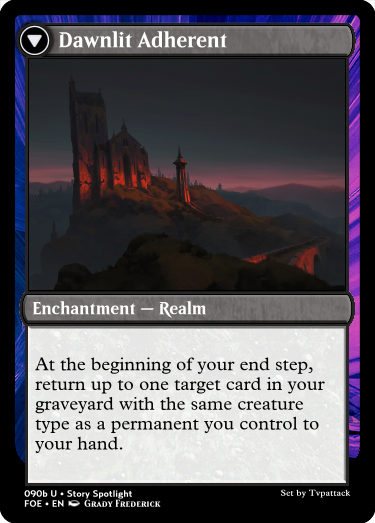 Dawnlit Adherent
Enchantment — Realm
At the beginning of your end step,
return up to one target card in your
graveyard with the same creature
type as a permanent you control to
your hand.
090b U • Story Spotlight
FOE • EN Grady Frederick
Set by Tvpattack